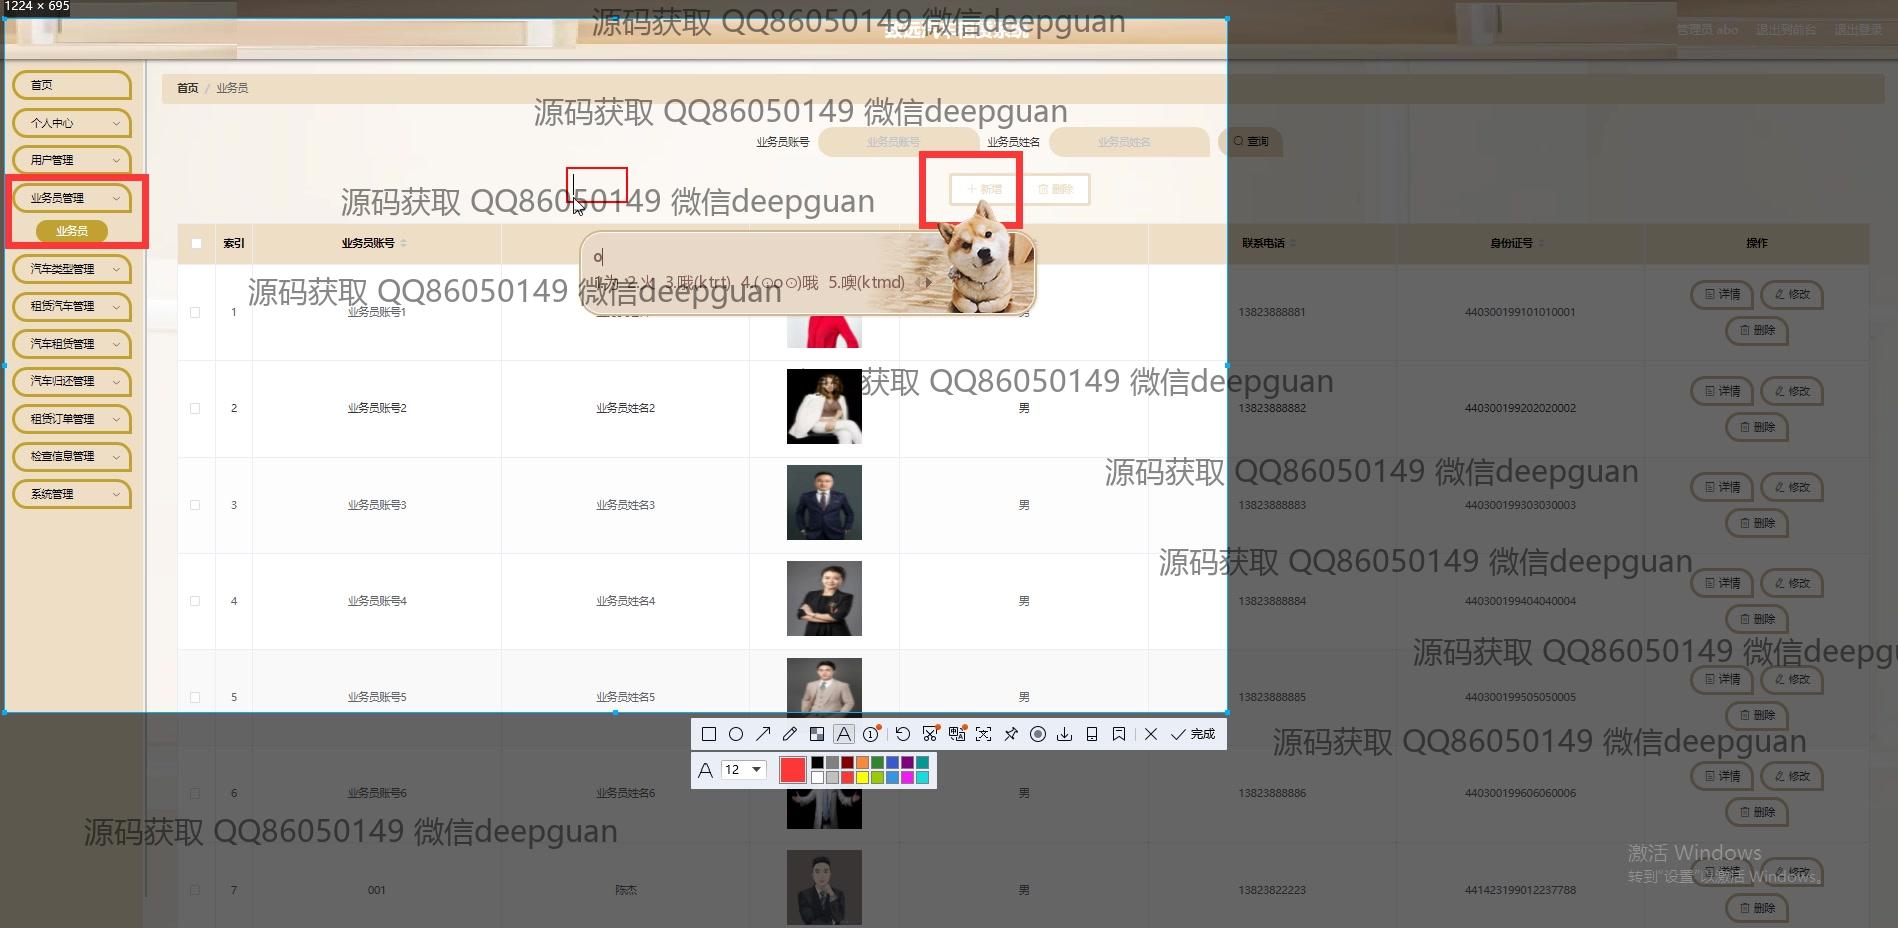 1224 × 695
源码获取 QQ86050149 微信deepguan
管理员 abo 退出到前台 退出登录
首页
个人中心
用户管理
业务员管理
业务员
汽车类型管理
租赁汽车管理
汽车租赁管理
汽车归还管理
租赁订单管理
检查信息管理
系统管理
首页 / 业务员
源码获取 QQ86050149 微信deepguan
业务员账号 业务员账号 业务员姓名 业务员姓名 查询
新增 删除
源码获取 QQ86050149 微信deepguan
索引 业务员账号 联系电话 身份证号 操作
o
2.火 3.哦(ktrt) 4.(⊙o⊙)哦 5.噢(ktmd)
源码获取 QQ86050149 微信deepguan
1 业务员账号1 13823888881 440300199101010001 详情 修改
删除
源码获取 QQ86050149 微信deepguan
2 业务员账号2 业务员姓名2 男 13823888882 440300199202020002 详情 修改
删除
源码获取 QQ86050149 微信deepguan
3 业务员账号3 业务员姓名3 男 13823888883 440300199303030003 详情 修改
删除
源码获取 QQ86050149 微信deepguan
4 业务员账号4 业务员姓名4 男 13823888884 440300199404040004 详情 修改
删除
源码获取 QQ86050149 微信deepgu
5 业务员账号5 业务员姓名5 男 13823888885 440300199505050005 详情 修改
删除
完成
源码获取 QQ86050149 微信deepguan
A 12
6 业务员账号6 业务员姓名6 男 13823888886 440300199606060006 详情 修改
删除
源码获取 QQ86050149 微信deepguan
激活 Windows
转到“设置”以激活 Windows。
7 001 陈杰 男 13823822223 441423199012237788 详情 修改
删除